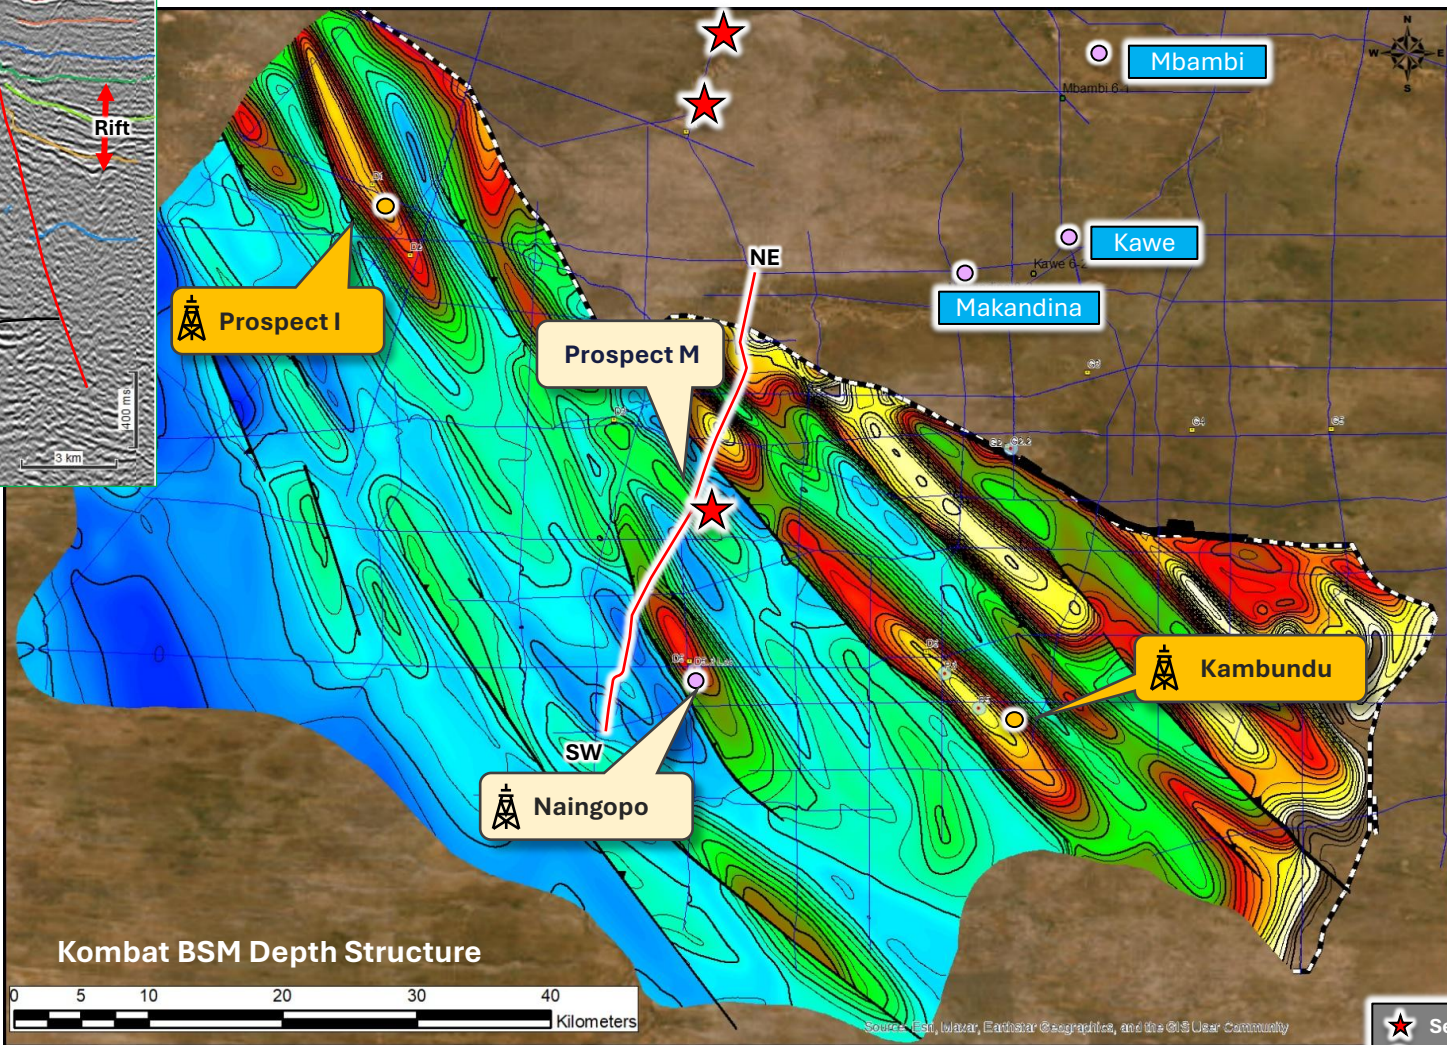 Rift
400 ms
3 km
N
W
E
S
Mbambi
Mbambi 6-1
Kawe
Kawe 6-2
Makandina
NE
Prospect I
Prospect M
Kambundu
SW
Naingopo
Kombat BSM Depth Structure
0 5 10 20 30 40
Kilometers
Source: Esri, Maxar, Earthstar Geographics, and the GIS User Community